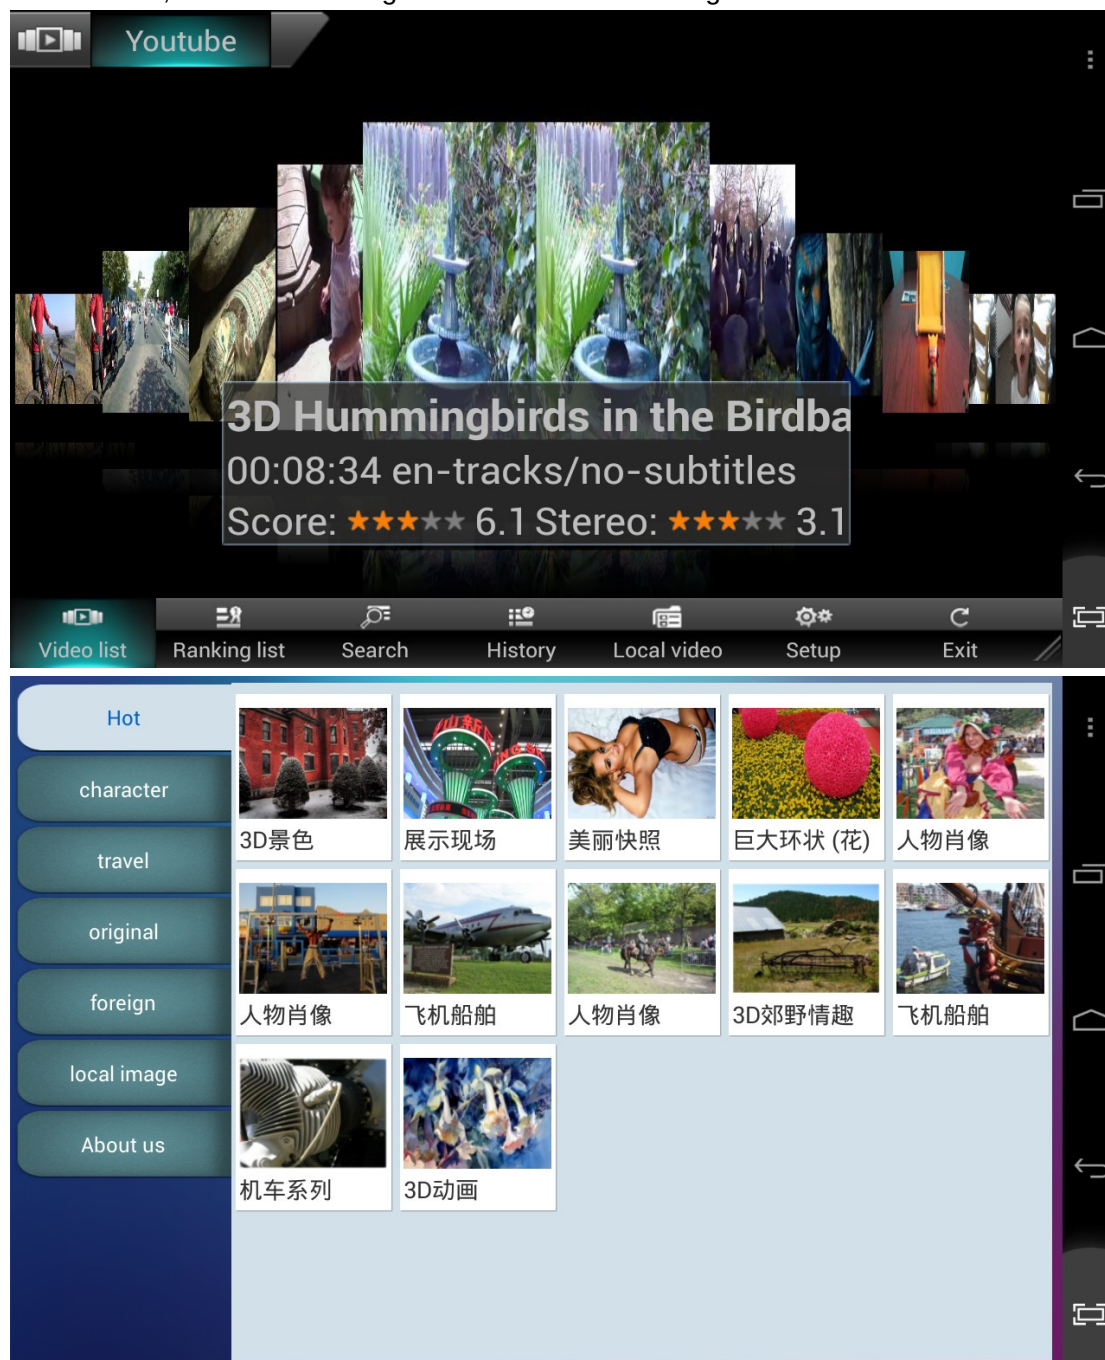 Youtube
3D Hummingbirds in the Birdba
00:08:34 en-tracks/no-subtitles
Score: 6.1 Stereo: 3.1
Video list Ranking list Search History Local video Setup Exit
Hot
character
travel
original
foreign
local image
About us
3D景色 展示现场 美丽快照 巨大环状 (花) 人物肖像
人物肖像 飞机船舶 人物肖像 3D郊野情趣 飞机船舶
机车系列 3D动画